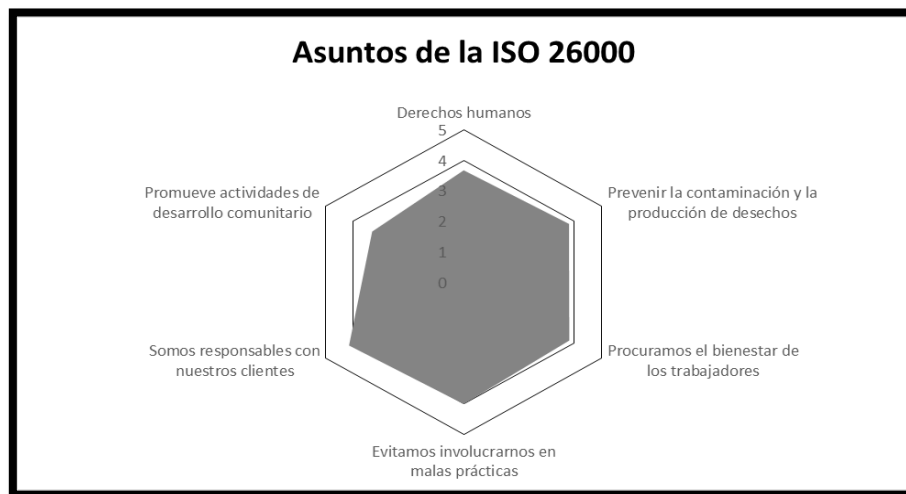 Asuntos de la ISO 26000
Derechos humanos
5
4
3
2
1
0
Prevenir la contaminación y la
producción de desechos
Procuramos el bienestar de
los trabajadores
Evitamos involucrarnos en
malas prácticas
Somos responsables con
nuestros clientes
Promueve actividades de
desarrollo comunitario